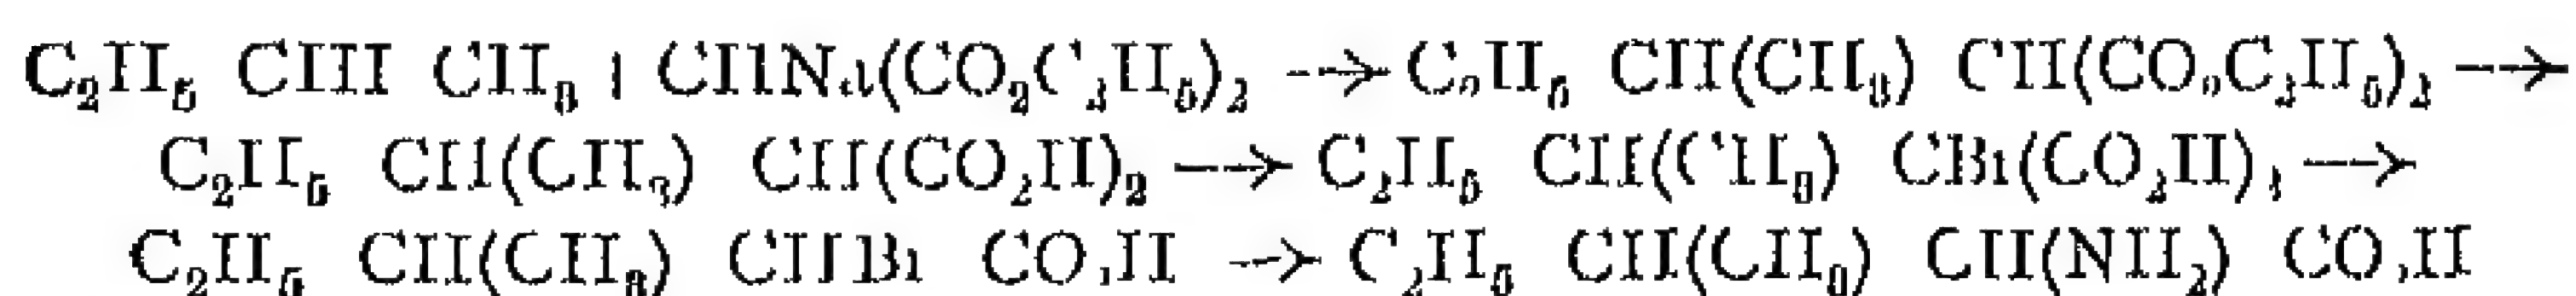 C₂H₅ CHI CH₃ + CHNa(CO₂C₂H₅)₂ --→ C₂H₅ CH(CH₃) CH(CO₂C₂H₅)₂ --→
C₂H₅ CH(CH₃) CH(CO₂H)₂ --→ C₂H₅ CH(CH₃) CBr(CO₂H)₂ --→
C₂H₅ CH(CH₃) CHBr CO₂H --→ C₂H₅ CH(CH₃) CH(NH₂) CO₂H